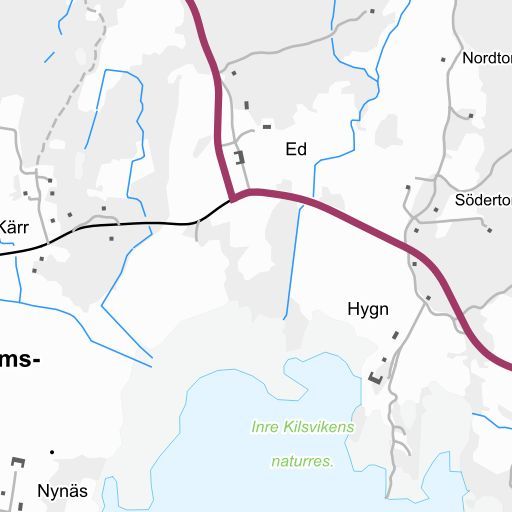 Nordtor
Ed
Södertor
Kärr
Hygn
ms-
Inre Kilsvikens
naturres.
Nynäs